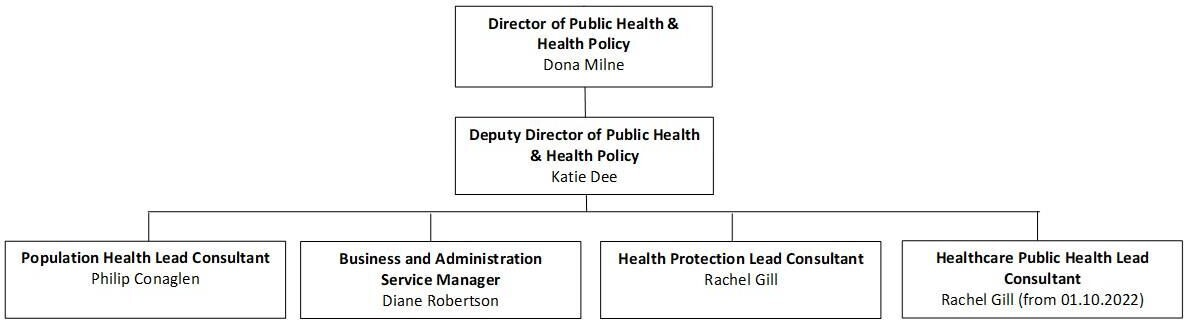 Director of Public Health &
Health Policy
Dona Milne
Deputy Director of Public Health
& Health Policy
Katie Dee
Population Health Lead Consultant
Philip Conaglen
Business and Administration
Service Manager
Diane Robertson
Health Protection Lead Consultant
Rachel Gill
Healthcare Public Health Lead
Consultant
Rachel Gill (from 01.10.2022)